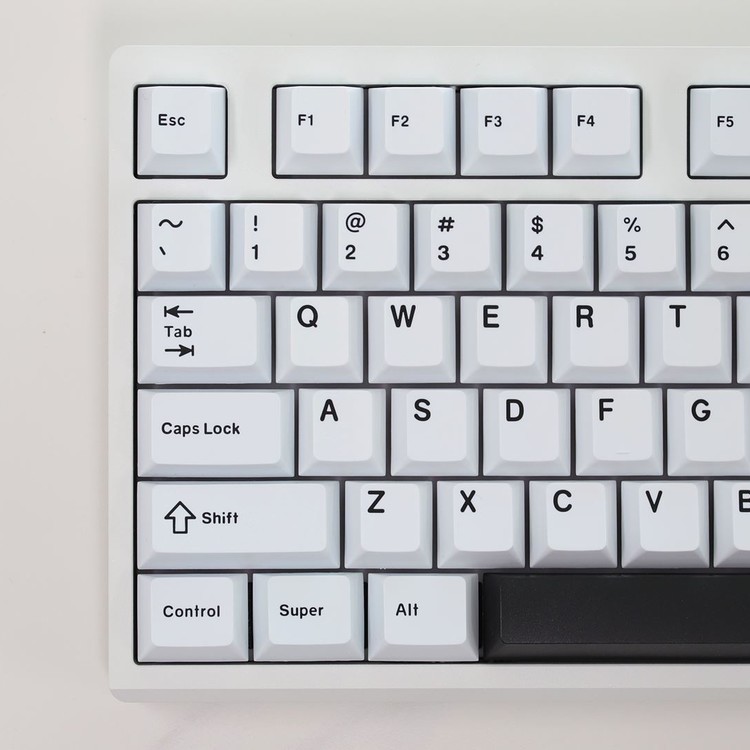 Esc F1 F2 F3 F4 F5
~ ! @ # $ % ^
` 1 2 3 4 5 6
Tab Q W E R T
Caps Lock A S D F G
Shift Z X C V B
Control Super Alt